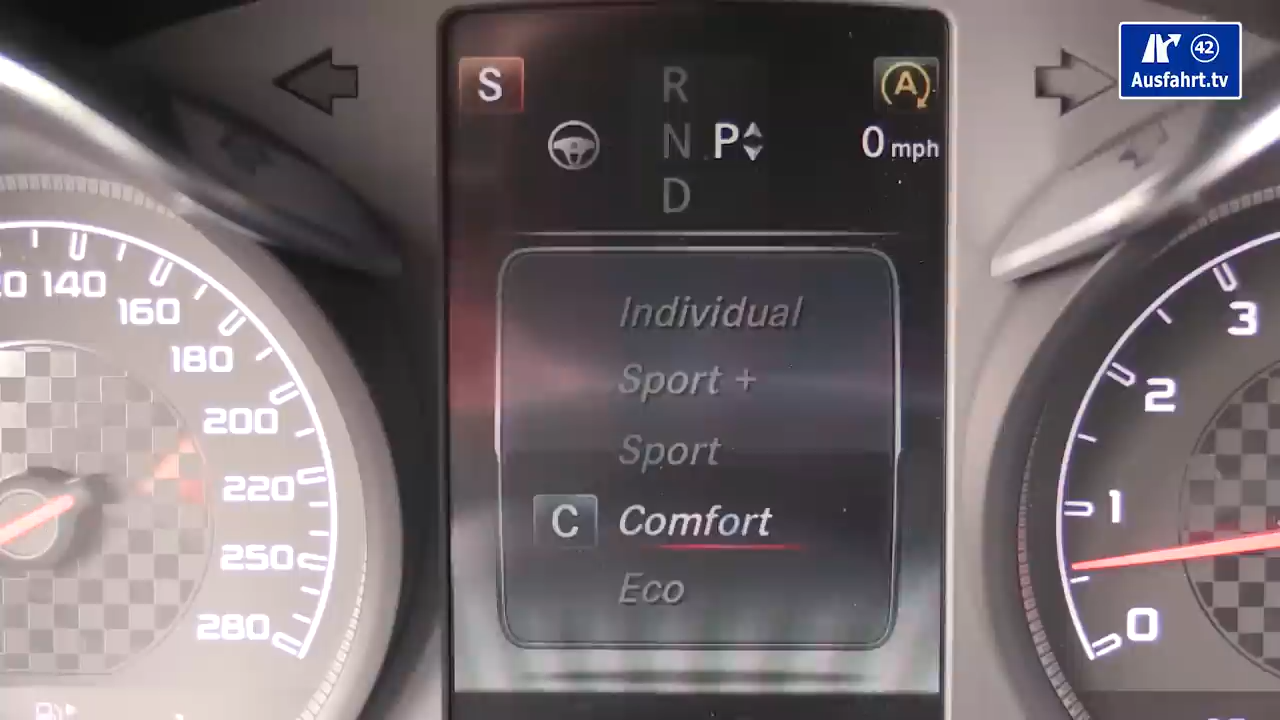 42
Ausfahrt.tv
S
R
A
N P
0 mph
D
Individual
Sport +
Sport
C Comfort
Eco
140
160
180
200
220
250
280
3
2
1
0